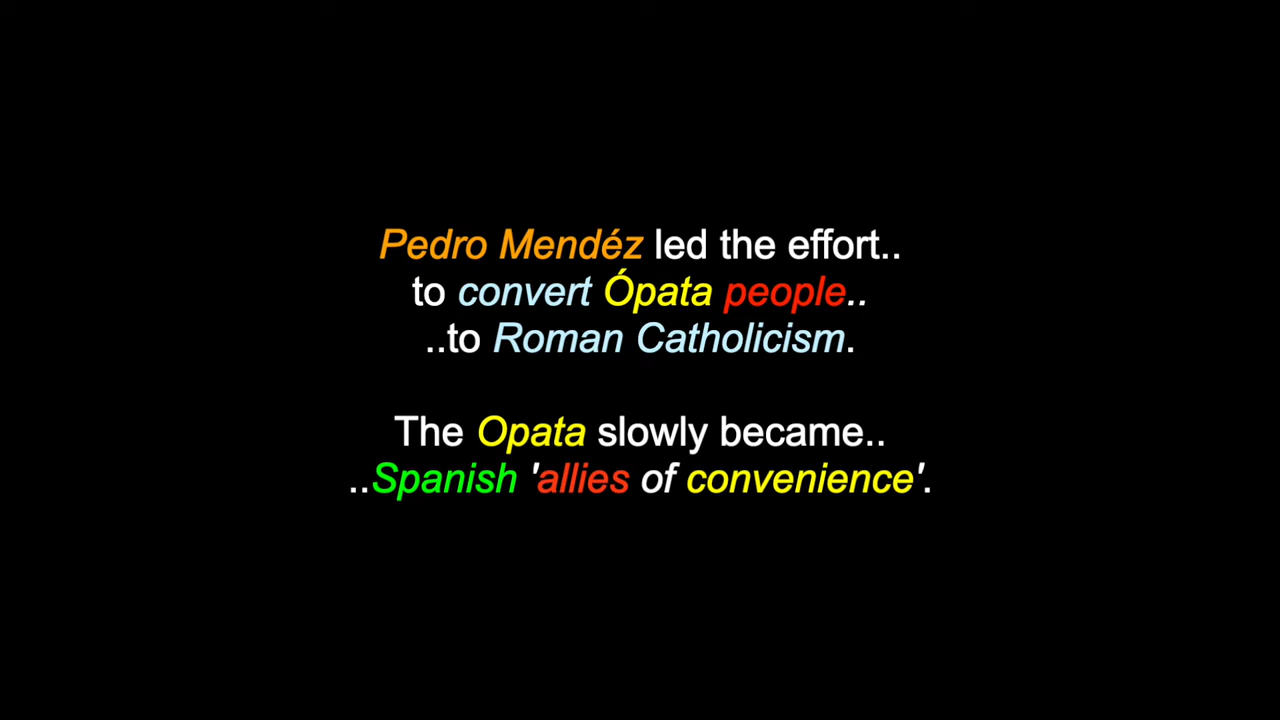 Pedro Mendéz led the effort..
to convert Ópata people..
..to Roman Catholicism.
The Opata slowly became..
..Spanish 'allies of convenience'.